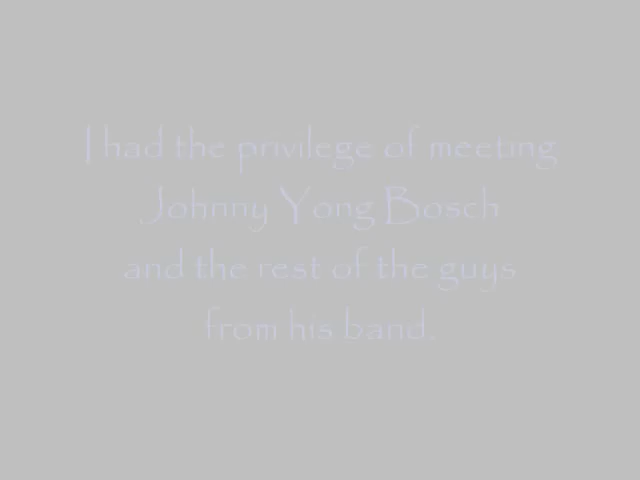 I had the privilege of meeting
Johnny Yong Bosch
and the rest of the guys
from his band.